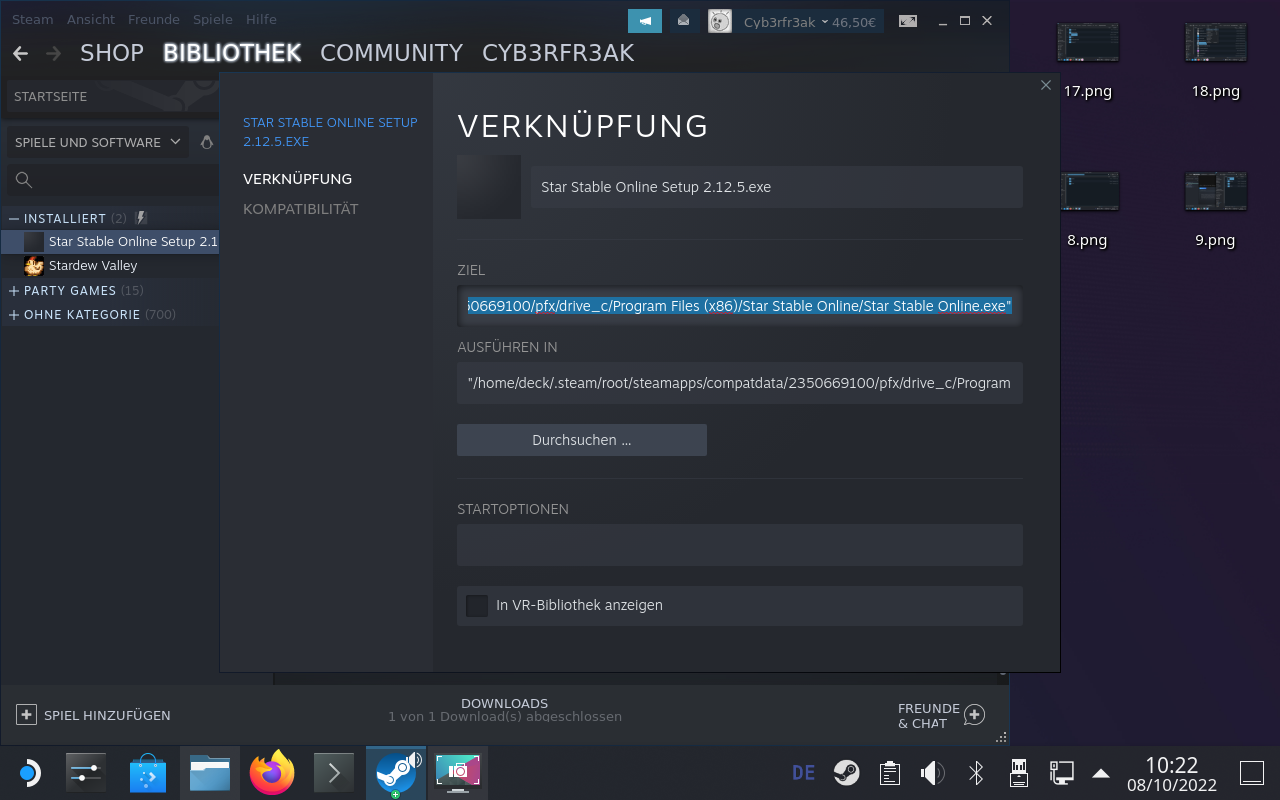 Steam Ansicht Freunde Spiele Hilfe
Cyb3rfr3ak 46,50€
SHOP BIBLIOTHEK COMMUNITY CYB3RFR3AK
STARTSEITE
SPIELE UND SOFTWARE
INSTALLIERT (2)
Star Stable Online Setup 2.1
Stardew Valley
PARTY GAMES (15)
OHNE KATEGORIE (700)
STAR STABLE ONLINE SETUP
2.12.5.EXE
VERKNÜPFUNG
KOMPATIBILITÄT
VERKNÜPFUNG
Star Stable Online Setup 2.12.5.exe
ZIEL
50669100/pfx/drive_c/Program Files (x86)/Star Stable Online/Star Stable Online.exe"
AUSFÜHREN IN
"/home/deck/.steam/root/steamapps/compatdata/2350669100/pfx/drive_c/Program
Durchsuchen ...
STARTOPTIONEN
In VR-Bibliothek anzeigen
17.png
18.png
8.png
9.png
SPIEL HINZUFÜGEN
DOWNLOADS
1 von 1 Download(s) abgeschlossen
FREUNDE
& CHAT
DE
10:22
08/10/2022